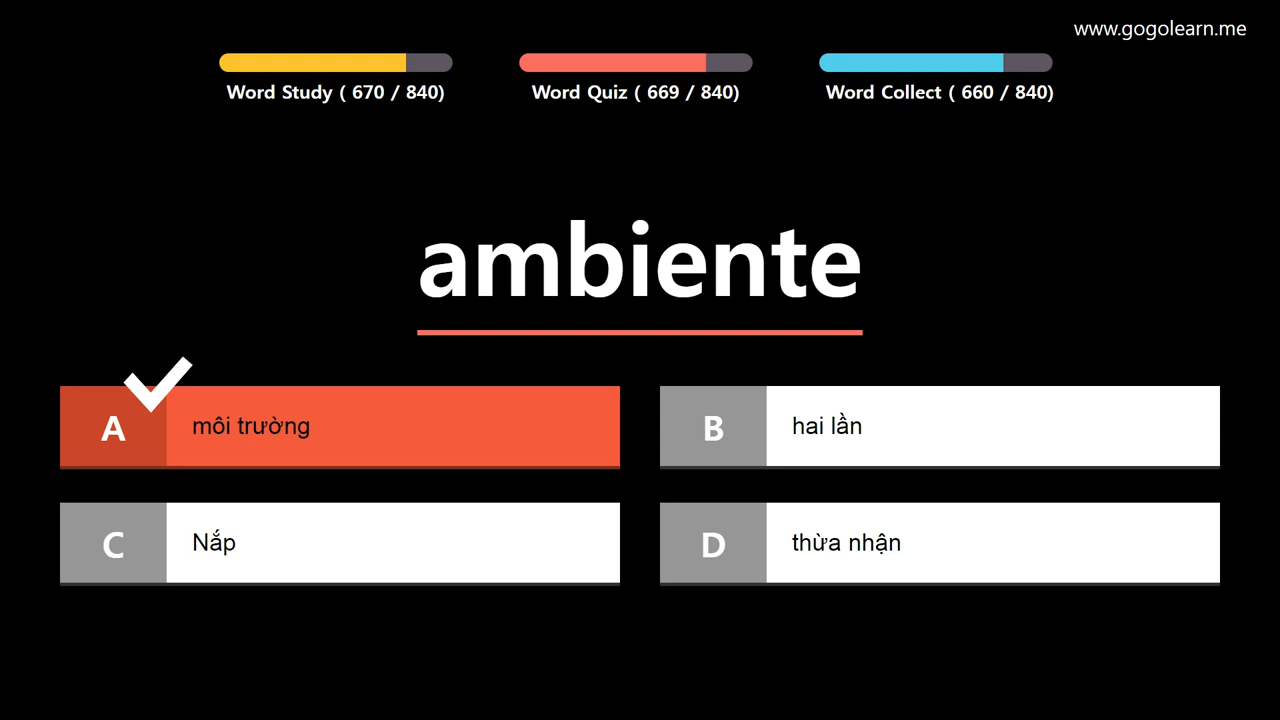 www.gogolearn.me
Word Study ( 670 / 840)
Word Quiz ( 669 / 840)
Word Collect ( 660 / 840)
ambiente
A môi trường
B hai lần
C Nắp
D thừa nhận